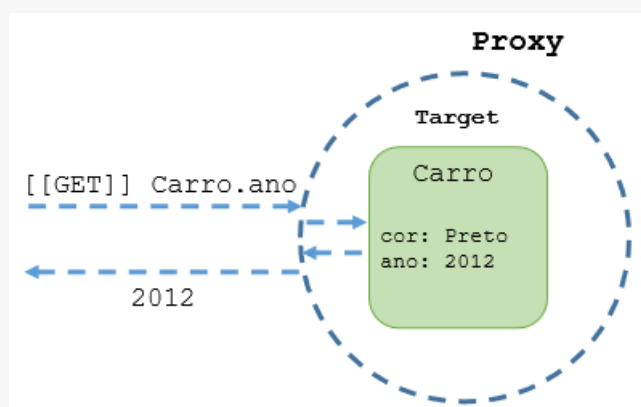 Proxy
Target
Carro
[[GET]] Carro.ano
cor: Preto
ano: 2012
2012